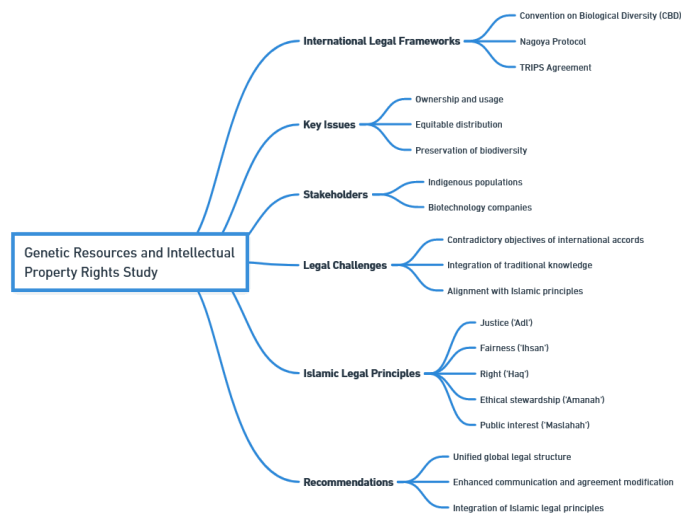 Genetic Resources and Intellectual
Property Rights Study
International Legal Frameworks
Convention on Biological Diversity (CBD)
Nagoya Protocol
TRIPS Agreement
Key Issues
Ownership and usage
Equitable distribution
Preservation of biodiversity
Stakeholders
Indigenous populations
Biotechnology companies
Legal Challenges
Contradictory objectives of international accords
Integration of traditional knowledge
Alignment with Islamic principles
Islamic Legal Principles
Justice ('Adl')
Fairness ('Ihsan')
Right ('Haq')
Ethical stewardship ('Amanah')
Public interest ('Maslahah')
Recommendations
Unified global legal structure
Enhanced communication and agreement modification
Integration of Islamic legal principles